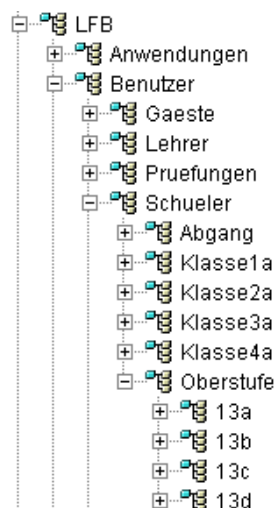 LFB
Anwendungen
Benutzer
Gaeste
Lehrer
Pruefungen
Schueler
Abgang
Klasse1a
Klasse2a
Klasse3a
Klasse4a
Oberstufe
13a
13b
13c
13d